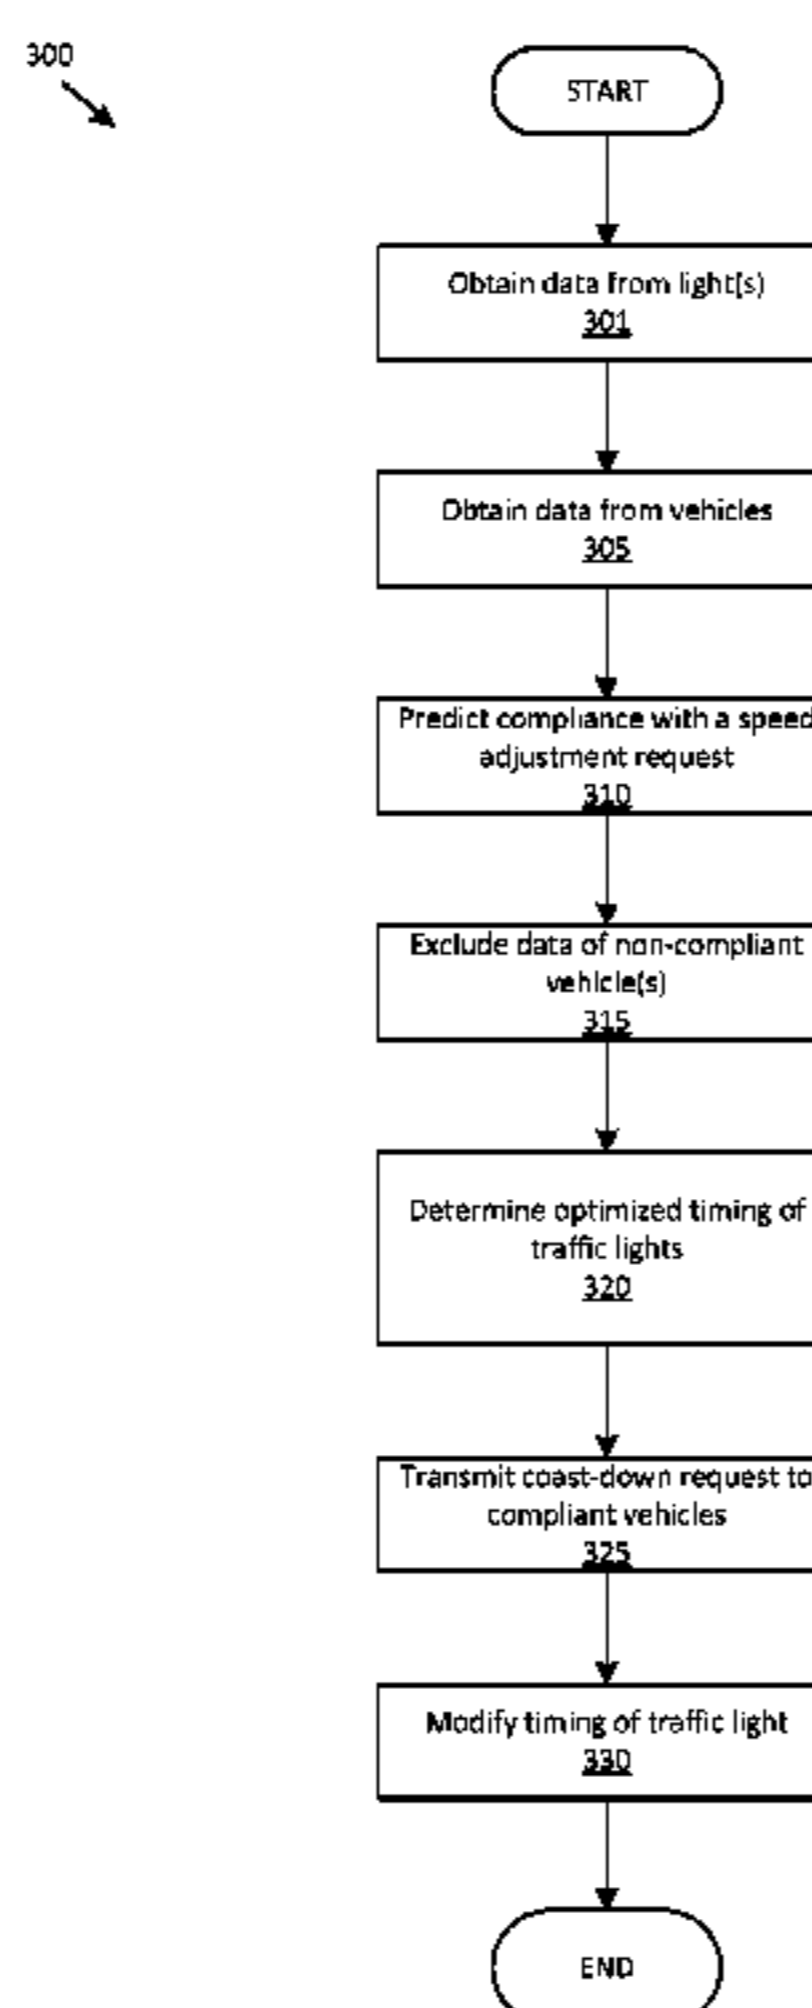 300
START
Obtain data from light(s)
301
Obtain data from vehicles
305
Predict compliance with a speed
adjustment request
310
Exclude data of non-compliant
vehicle(s)
315
Determine optimized timing of
traffic lights
320
Transmit coast-down request to
compliant vehicles
325
Modify timing of traffic light
330
END